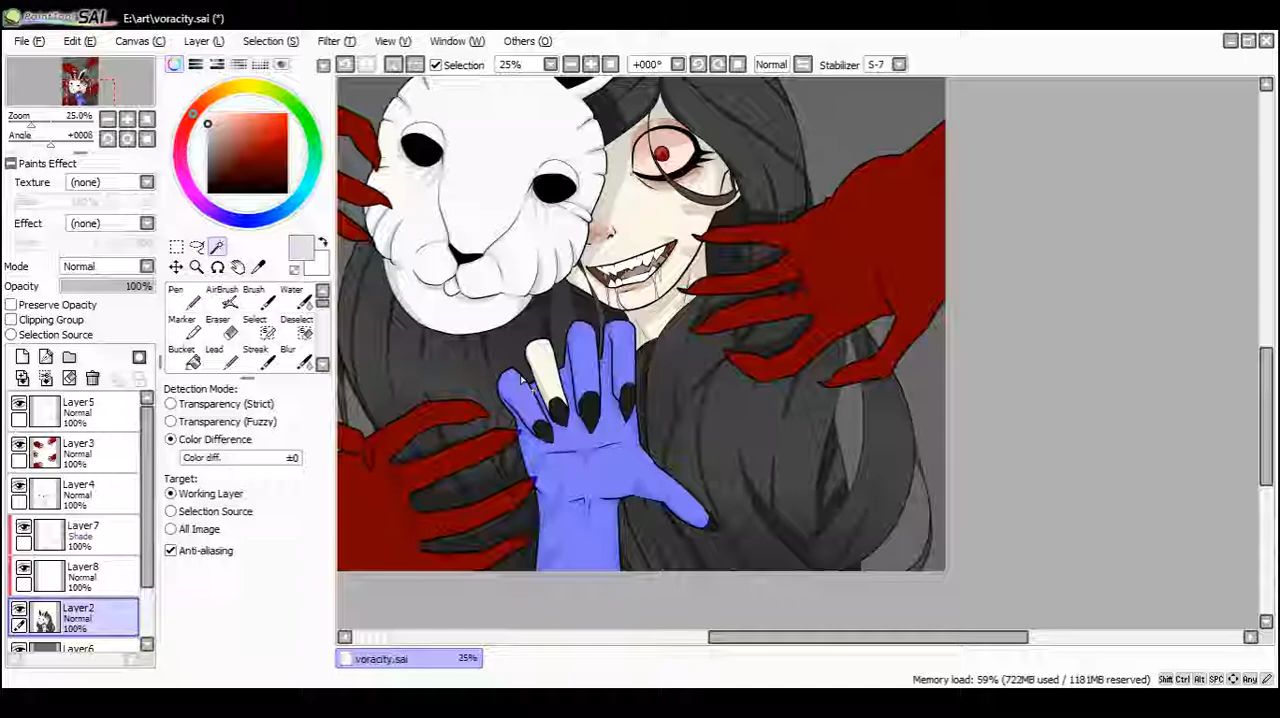 PaintTool SAI E:\art\voracity.sai (*)
File (F) Edit (E) Canvas (C) Layer (L) Selection (S) Filter (T) View (V) Window (W) Others (O)
Selection 25% +000° Normal Stabilizer S-7
Zoom 25.0%
Angle +0008
Paints Effect
Texture (none)
Effect (none)
Mode Normal
Opacity 100%
Preserve Opacity
Clipping Group
Selection Source
Pen AirBrush Brush Water
Marker Eraser Select Deselect
Bucket Lead Streak Blur
Detection Mode:
Transparency (Strict)
Transparency (Fuzzy)
Color Difference
Color diff. ±0
Target:
Working Layer
Selection Source
All Image
Anti-aliasing
Layer5
Normal
100%
Layer3
Normal
100%
Layer4
Normal
100%
Layer7
Shade
100%
Layer8
Normal
100%
Layer2
Normal
100%
Layer6
voracity.sai 25%
Memory load: 59% (722MB used / 1181MB reserved) Shift Ctrl Alt SPC Any